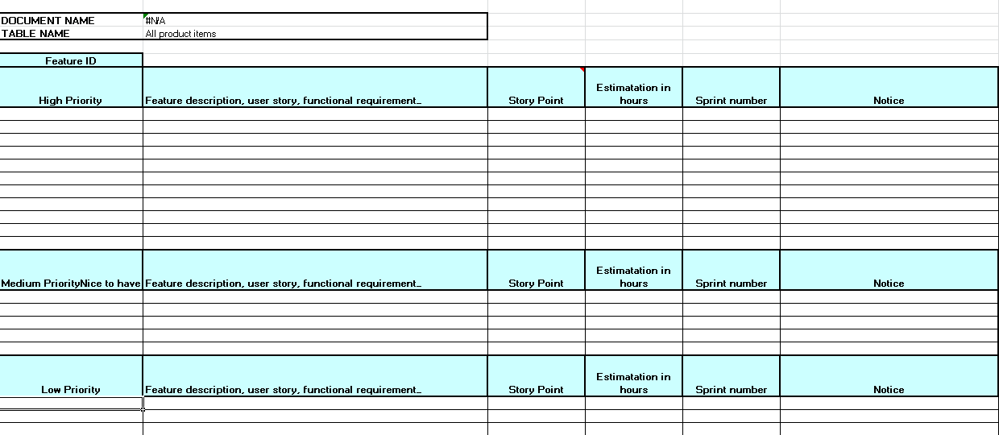 DOCUMENT NAME #N/A
TABLE NAME All product items
Feature ID
High Priority Feature description, user story, functional requirement... Story Point Estimatation in hours Sprint number Notice
Medium PriorityNice to have Feature description, user story, functional requirement... Story Point Estimatation in hours Sprint number Notice
Low Priority Feature description, user story, functional requirement... Story Point Estimatation in hours Sprint number Notice